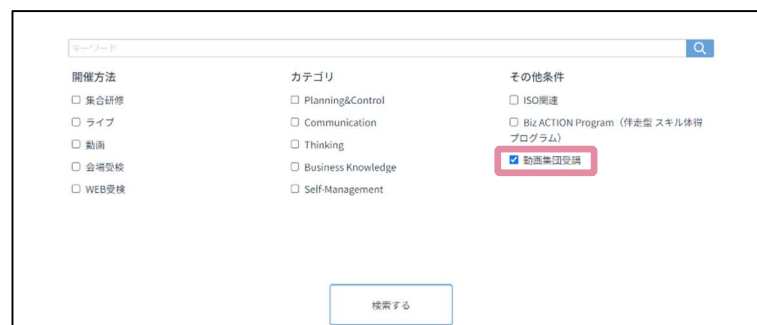 キーワード
開催方法
集合研修
ライブ
動画
会場受検
WEB受検
カテゴリ
Planning&Control
Communication
Thinking
Business Knowledge
Self-Management
その他条件
ISO関連
Biz ACTION Program（伴走型 スキル体得
プログラム）
動画集団受講
検索する